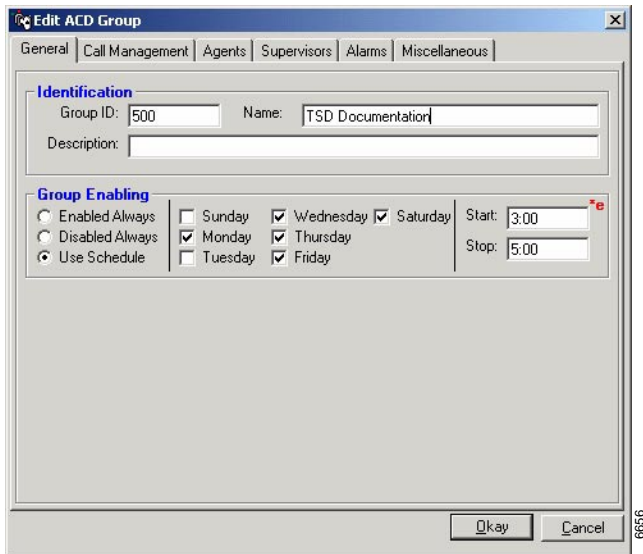 Edit ACD Group
General Call Management Agents Supervisors Alarms Miscellaneous
Identification
Group ID: 500 Name: TSD Documentation
Description:
Group Enabling
Enabled Always Sunday Wednesday Saturday Start: 3:00 *e
Disabled Always Monday Thursday Stop: 5:00
Use Schedule Tuesday Friday
Okay Cancel
6656